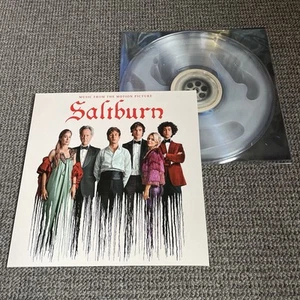 MUSIC FROM THE MOTION PICTURE
Saltburn